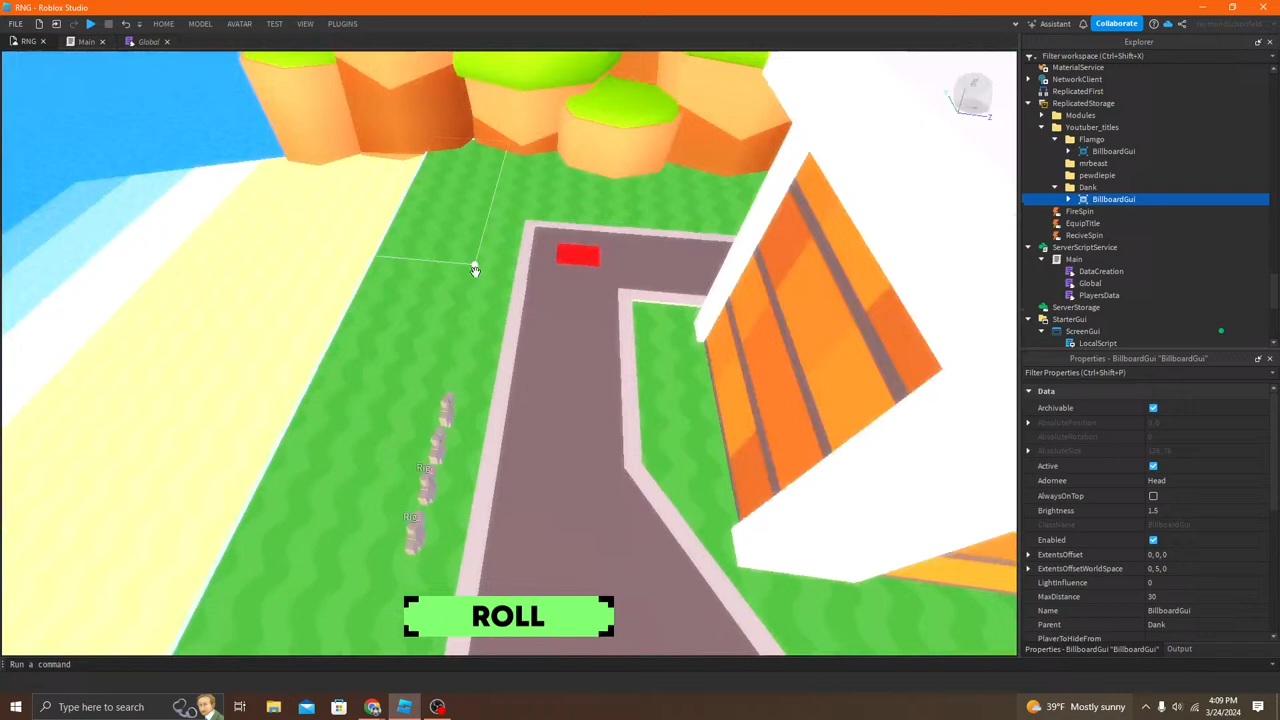 RNG - Roblox Studio
FILE
HOME
MODEL
AVATAR
TEST
VIEW
PLUGINS
Assistant
Collaborate
RNG
Main
Global
Explorer
Filter workspace (Ctrl+Shift+X)
MaterialService
NetworkClient
ReplicatedFirst
ReplicatedStorage
Modules
Youtuber_titles
Flamgo
BillboardGui
mrbeast
pewdiepie
Dank
BillboardGui
FireSpin
EquipTitle
ReciveSpin
ServerScriptService
Main
DataCreation
Global
PlayersData
ServerStorage
StarterGui
ScreenGui
LocalScript
Properties - BillboardGui "BillboardGui"
Filter Properties (Ctrl+Shift+P)
Data
Archivable
AbsolutePosition 0,0
AbsoluteRotation 0
Active
Adornee Head
AlwaysOnTop
Brightness 1.5
ClassName BillboardGui
Enabled
ExtentsOffset 0, 0, 0
ExtentsOffsetWorldSpace 0, 5, 0
LightInfluence 0
MaxDistance 30
Name BillboardGui
Parent Dank
PlayerToHideFrom
Properties - BillboardGui "BillboardGui" Output
Rig
Rig
ROLL
Run a command
Type here to search
39°F Mostly sunny
4:09 PM
3/24/2024